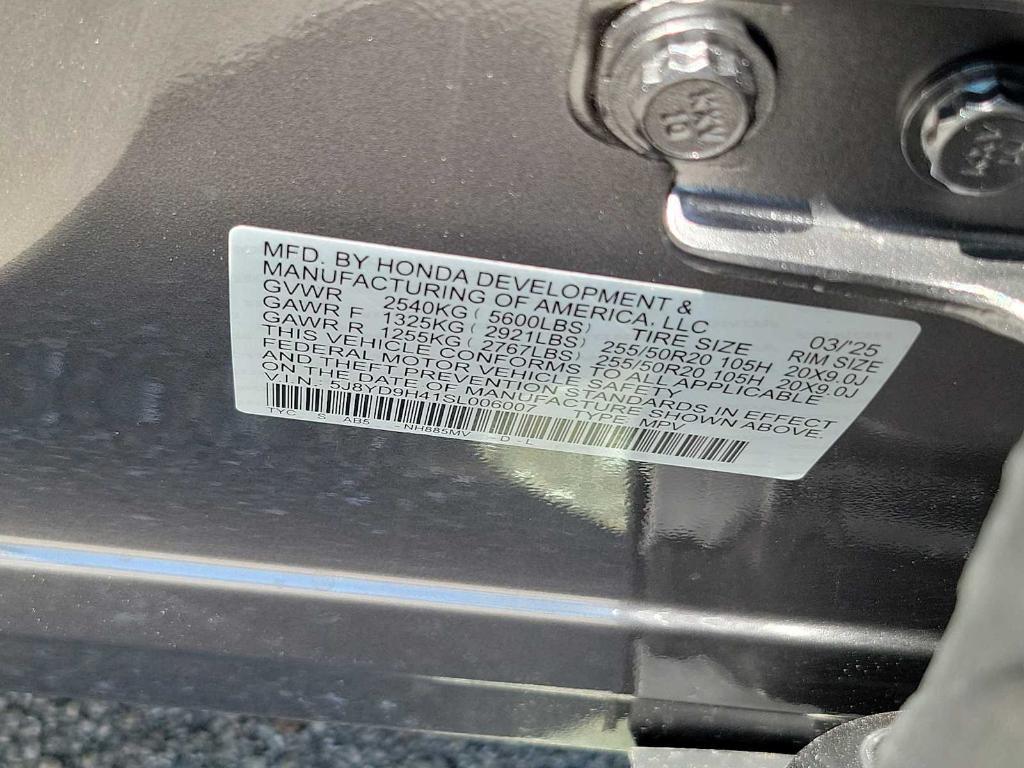 MFD. BY HONDA DEVELOPMENT &
MANUFACTURING OF AMERICA, LLC 03/'25
GVWR 2540KG ( 5600LBS) TIRE SIZE RIM SIZE
GAWR F 1325KG ( 2921LBS) 255/50R20 105H 20X9.0J
GAWR R 1255KG ( 2767LBS) 255/50R20 105H 20X9.0J
THIS VEHICLE CONFORMS TO ALL APPLICABLE
FEDERAL MOTOR VEHICLE SAFETY
AND THEFT PREVENTION STANDARDS IN EFFECT
ON THE DATE OF MANUFACTURE SHOWN ABOVE.
V.I.N.: 5J8YD9H41SL006007 TYPE: MPV
TYC S AB5 -NH885MV -D-L
10
10